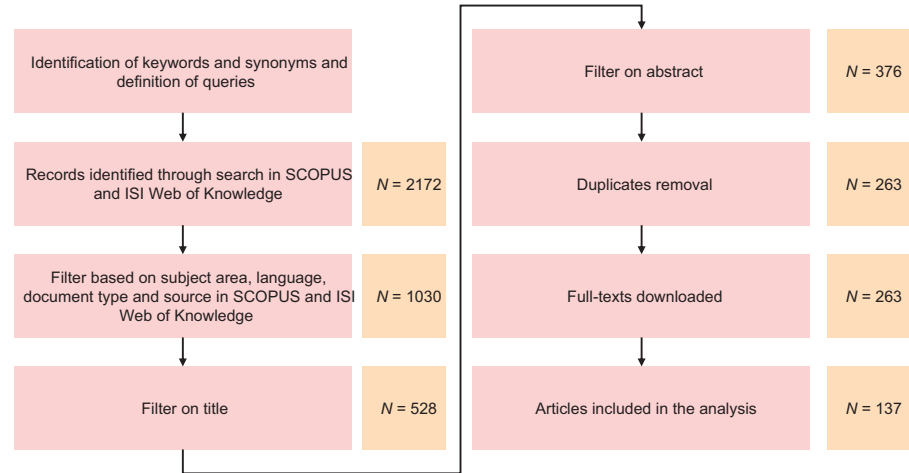 Identification of keywords and synonyms and
definition of queries
Records identified through search in SCOPUS
and ISI Web of Knowledge
N = 2172
Filter based on subject area, language,
document type and source in SCOPUS and ISI
Web of Knowledge
N = 1030
Filter on title
N = 528
Filter on abstract
N = 376
Duplicates removal
N = 263
Full-texts downloaded
N = 263
Articles included in the analysis
N = 137